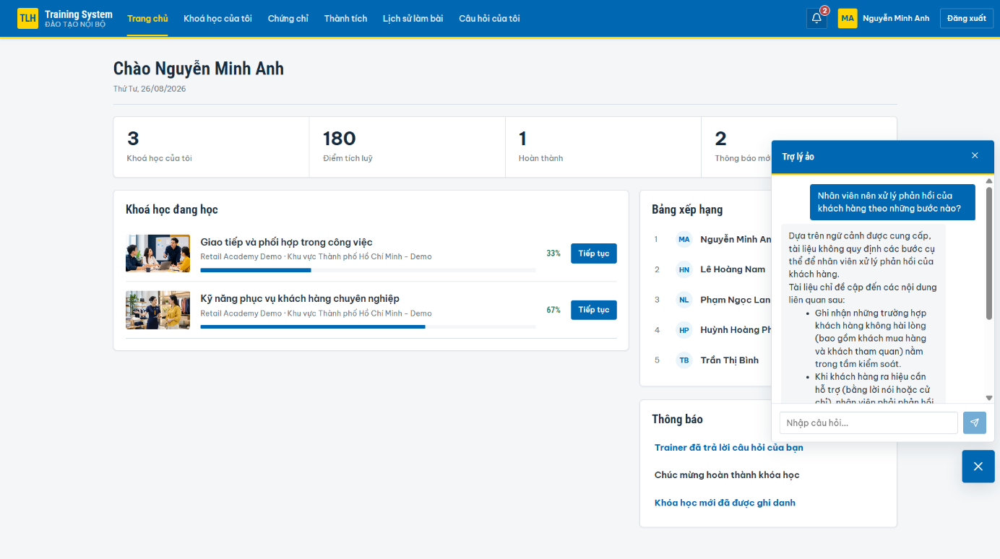 TLH
Training System
ĐÀO TẠO NỘI BỘ
Trang chủ
Khoá học của tôi
Chứng chỉ
Thành tích
Lịch sử làm bài
Câu hỏi của tôi
2
MA
Nguyễn Minh Anh
Đăng xuất
Chào Nguyễn Minh Anh
Thứ Tư, 26/08/2026
3
Khoá học của tôi
180
Điểm tích luỹ
1
Hoàn thành
2
Thông báo mới
Khoá học đang học
Giao tiếp và phối hợp trong công việc
Retail Academy Demo · Khu vực Thành phố Hồ Chí Minh - Demo
33%
Tiếp tục
Kỹ năng phục vụ khách hàng chuyên nghiệp
Retail Academy Demo · Khu vực Thành phố Hồ Chí Minh - Demo
67%
Tiếp tục
Bảng xếp hạng
1 MA Nguyễn Minh An
2 HN Lê Hoàng Nam
3 NL Phạm Ngọc Lan
4 HP Huỳnh Hoàng Ph
5 TB Trần Thị Bình
Thông báo
Trainer đã trả lời câu hỏi của bạn
Chúc mừng hoàn thành khóa học
Khóa học mới đã được ghi danh
Trợ lý ảo
Nhân viên nên xử lý phản hồi của
khách hàng theo những bước nào?
Dựa trên ngữ cảnh được cung cấp,
tài liệu không quy định các bước cụ
thể để nhân viên xử lý phản hồi của
khách hàng.
Tài liệu chỉ đề cập đến các nội dung
liên quan sau:
• Ghi nhận những trường hợp
khách hàng không hài lòng
(bao gồm khách mua hàng
và khách tham quan) nằm
trong tầm kiểm soát.
• Khi khách hàng ra hiệu cần
hỗ trợ (bằng lời nói hoặc cử
chỉ), nhân viên phải phản hồi
Nhập câu hỏi...